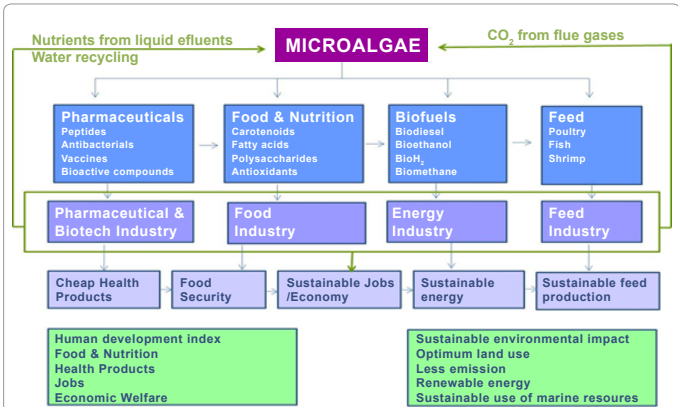 Nutrients from liquid efluents
Water recycling
MICROALGAE
CO₂ from flue gases
Pharmaceuticals
Peptides
Antibacterials
Vaccines
Bioactive compounds
Food & Nutrition
Carotenoids
Fatty acids
Polysaccharides
Antioxidants
Biofuels
Biodiesel
Bioethanol
BioH₂
Biomethane
Feed
Poultry
Fish
Shrimp
Pharmaceutical &
Biotech Industry
Food
Industry
Energy
Industry
Feed
Industry
Cheap Health
Products
Food
Security
Sustainable Jobs
/Economy
Sustainable
energy
Sustainable feed
production
Human development index
Food & Nutrition
Health Products
Jobs
Economic Welfare
Sustainable environmental impact
Optimum land use
Less emission
Renewable energy
Sustainable use of marine resoures